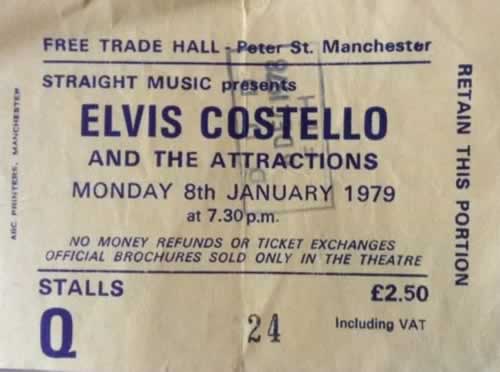 FREE TRADE HALL - Peter St. Manchester
STRAIGHT MUSIC presents
ELVIS COSTELLO
AND THE ATTRACTIONS
MONDAY 8th JANUARY 1979
at 7.30 p.m.
NO MONEY REFUNDS OR TICKET EXCHANGES
OFFICIAL BROCHURES SOLD ONLY IN THE THEATRE
STALLS
£2.50
Q
24
Including VAT
RETAIN THIS PORTION
ABC PRINTERS, MANCHESTER
1978